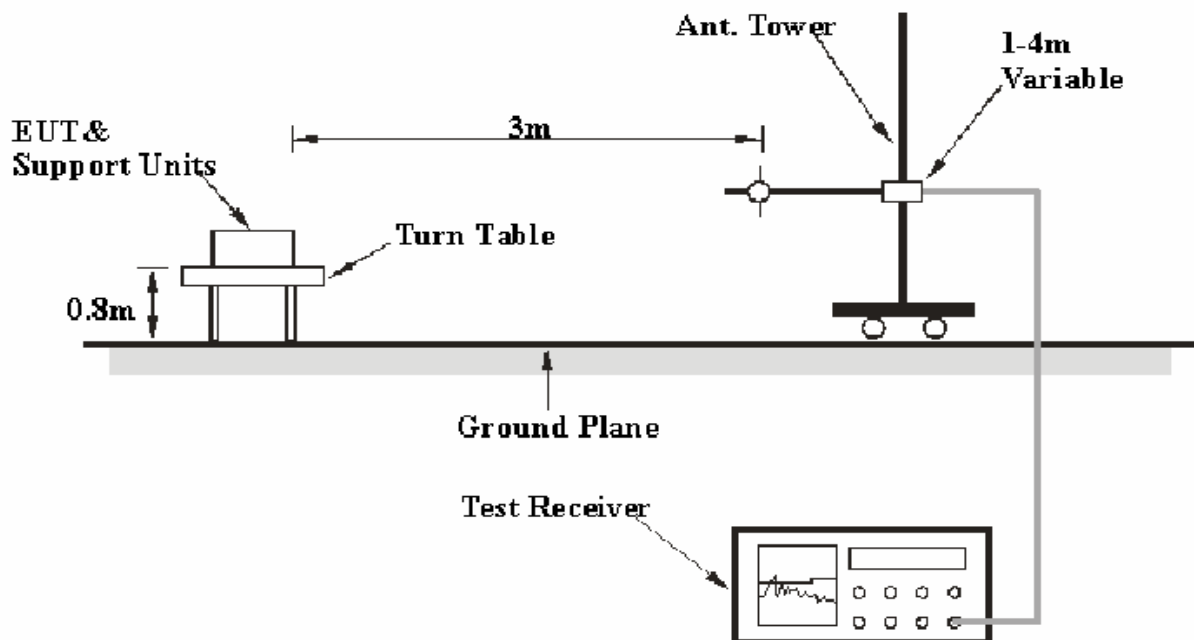 Ant. Tower
1-4m
Variable
EUT&
Support Units
3m
Turn Table
0.8m
Ground Plane
Test Receiver